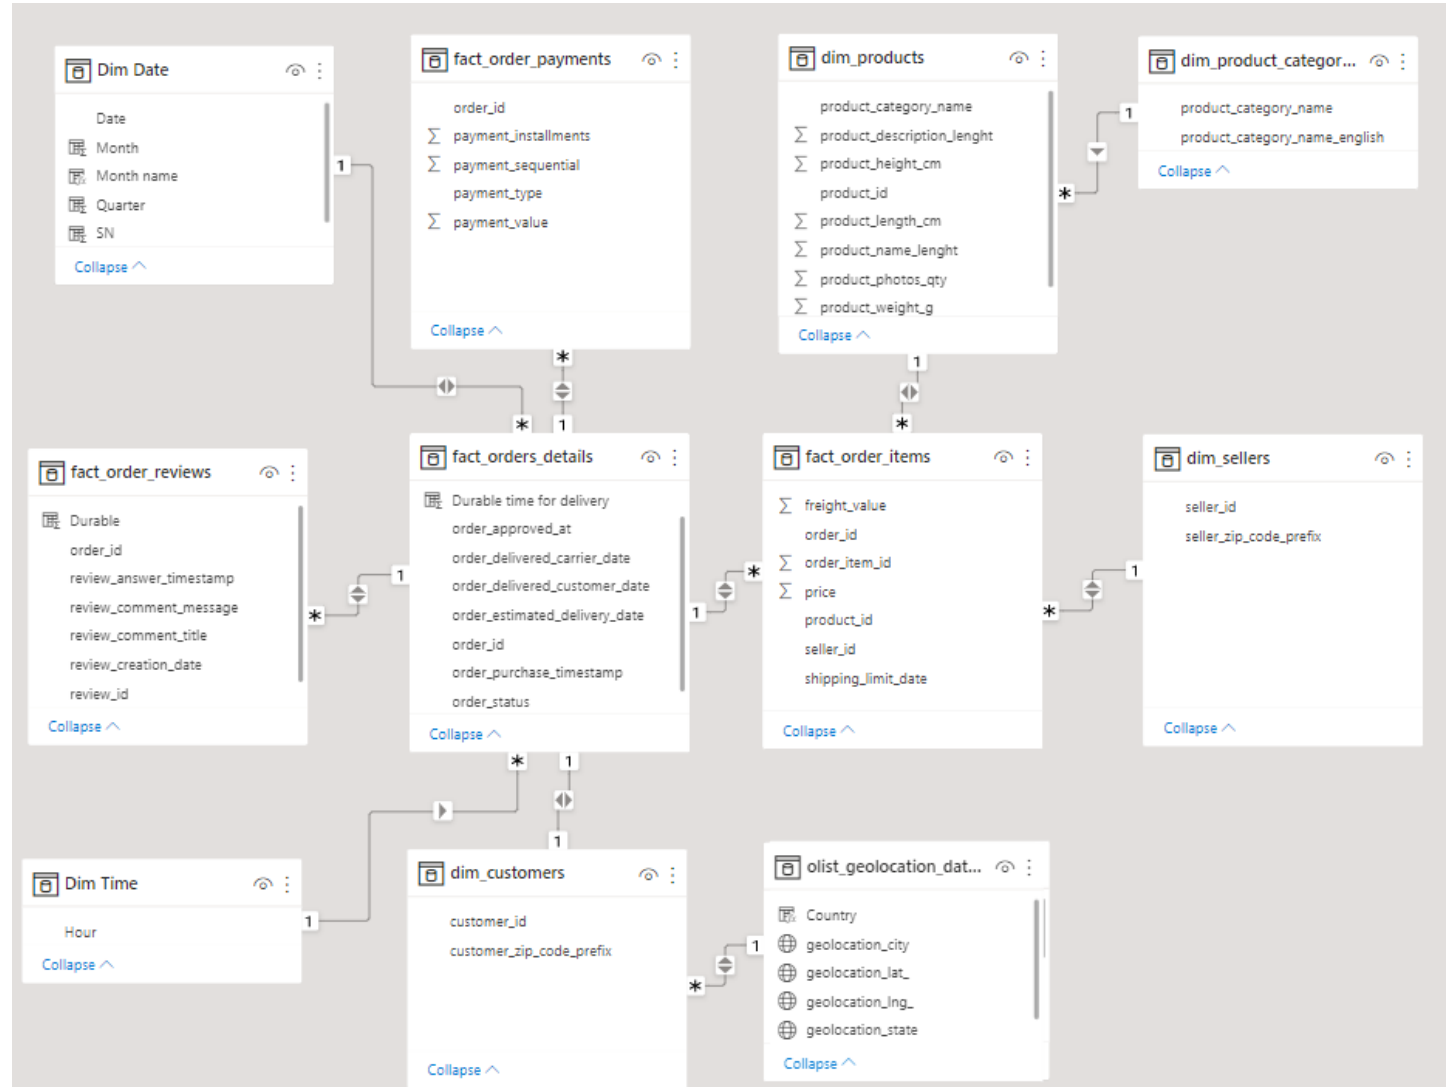 Dim Date
Date
Month
Month name
Quarter
SN
Collapse
fact_order_payments
order_id
payment_installments
payment_sequential
payment_type
payment_value
Collapse
dim_products
product_category_name
product_description_lenght
product_height_cm
product_id
product_length_cm
product_name_lenght
product_photos_qty
product_weight_g
Collapse
dim_product_categor...
product_category_name
product_category_name_english
Collapse
1
*
1
*
*
1
1
*
fact_order_reviews
Durable
order_id
review_answer_timestamp
review_comment_message
review_comment_title
review_creation_date
review_id
Collapse
1
*
fact_orders_details
Durable time for delivery
order_approved_at
order_delivered_carrier_date
order_delivered_customer_date
order_estimated_delivery_date
order_id
order_purchase_timestamp
order_status
Collapse
*
1
fact_order_items
freight_value
order_id
order_item_id
price
product_id
seller_id
shipping_limit_date
Collapse
1
*
dim_sellers
seller_id
seller_zip_code_prefix
Collapse
*
1
1
Dim Time
Hour
Collapse
1
dim_customers
customer_id
customer_zip_code_prefix
Collapse
1
*
olist_geolocation_dat...
Country
geolocation_city
geolocation_lat_
geolocation_lng_
geolocation_state
Collapse